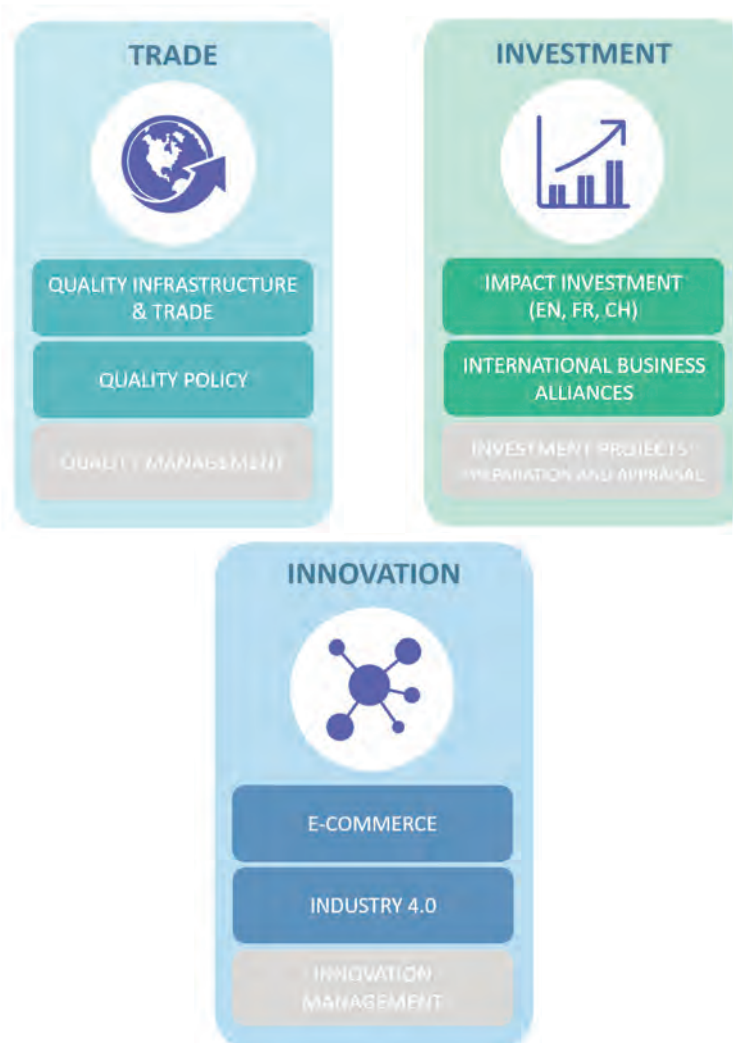 TRADE
QUALITY INFRASTRUCTURE
& TRADE
QUALITY POLICY
QUALITY MANAGEMENT
INVESTMENT
IMPACT INVESTMENT
(EN, FR, CH)
INTERNATIONAL BUSINESS
ALLIANCES
INVESTMENT PROJECTS'
PREPARATION AND APPRAISAL
INNOVATION
E-COMMERCE
INDUSTRY 4.0
INNOVATION
MANAGEMENT